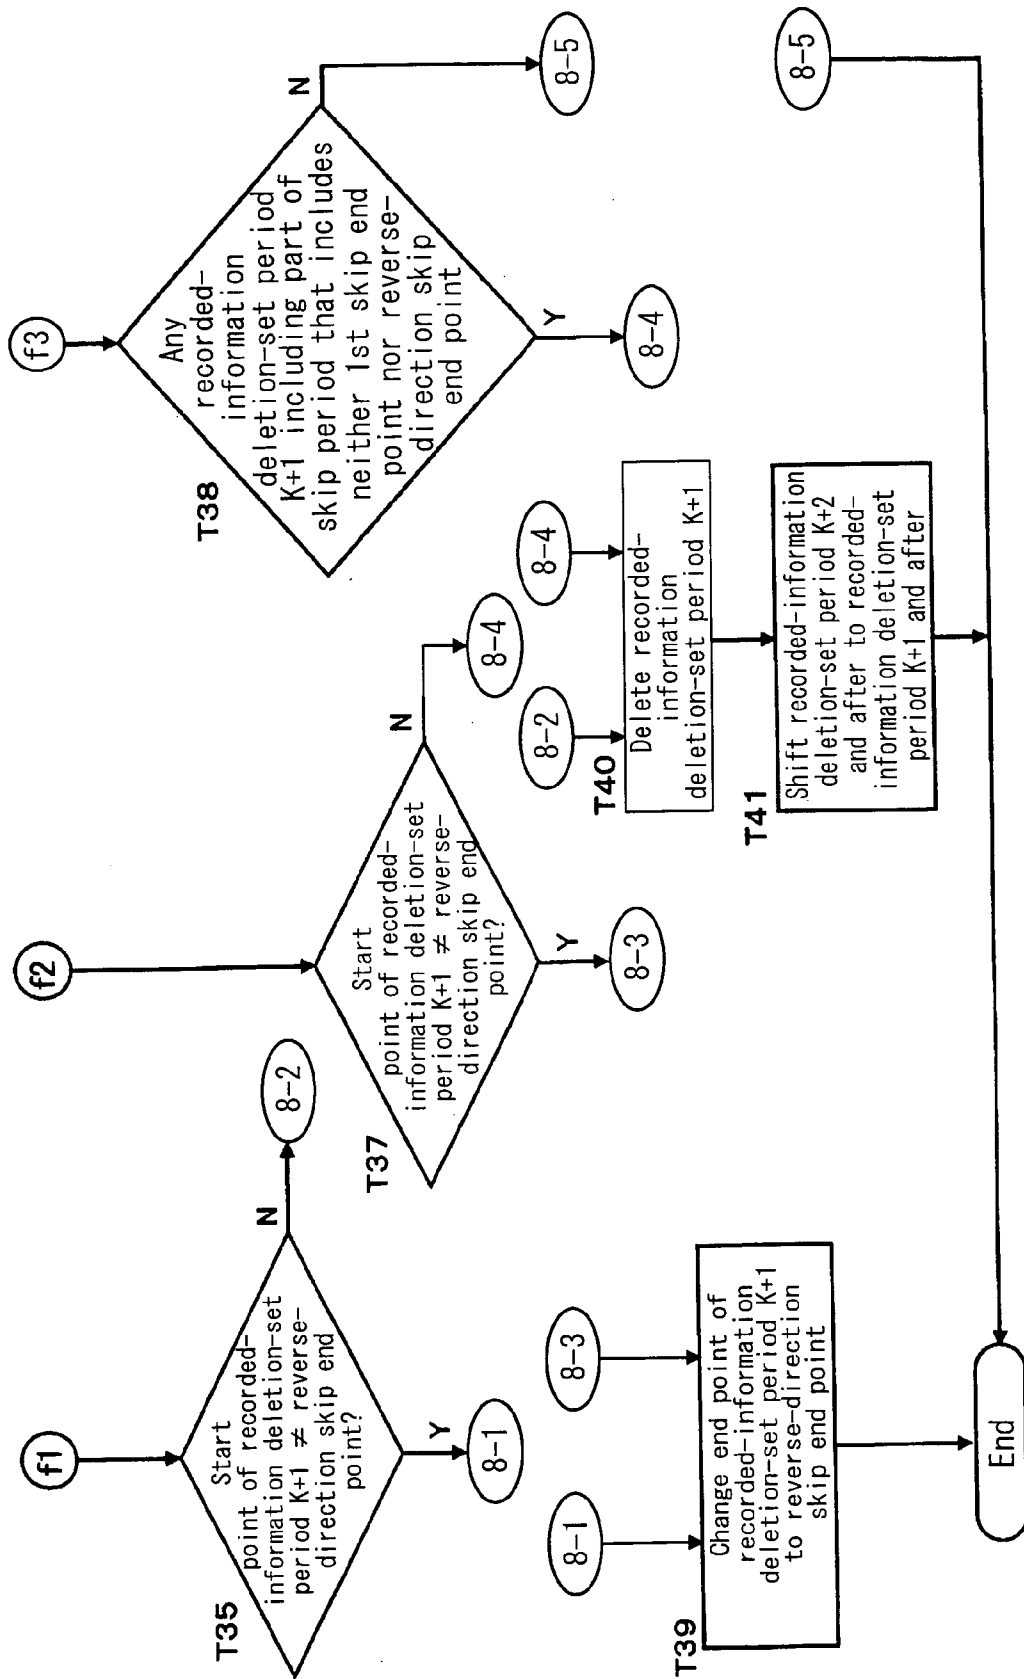 f1
T35
Start
point of recorded-
information deletion-set
period K+1 ≠ reverse-
direction skip end
point?
N
8-2
Y
8-1
f2
T37
Start
point of recorded-
information deletion-set
period K+1 ≠ reverse-
direction skip end
point?
N
8-4
Y
8-3
f3
T38
Any
recorded-
information
deletion-set period
K+1 including part of
skip period that includes
neither 1st skip end
point nor reverse-
direction skip
end point
N
8-5
Y
8-4
8-1
8-3
T39
Change end point of
recorded-information
deletion-set period K+1
to reverse-direction
skip end point
8-2
8-4
T40
Delete recorded-
information
deletion-set period K+1
T41
Shift recorded-information
deletion-set period K+2
and after to recorded-
information deletion-set
period K+1 and after
8-5
End